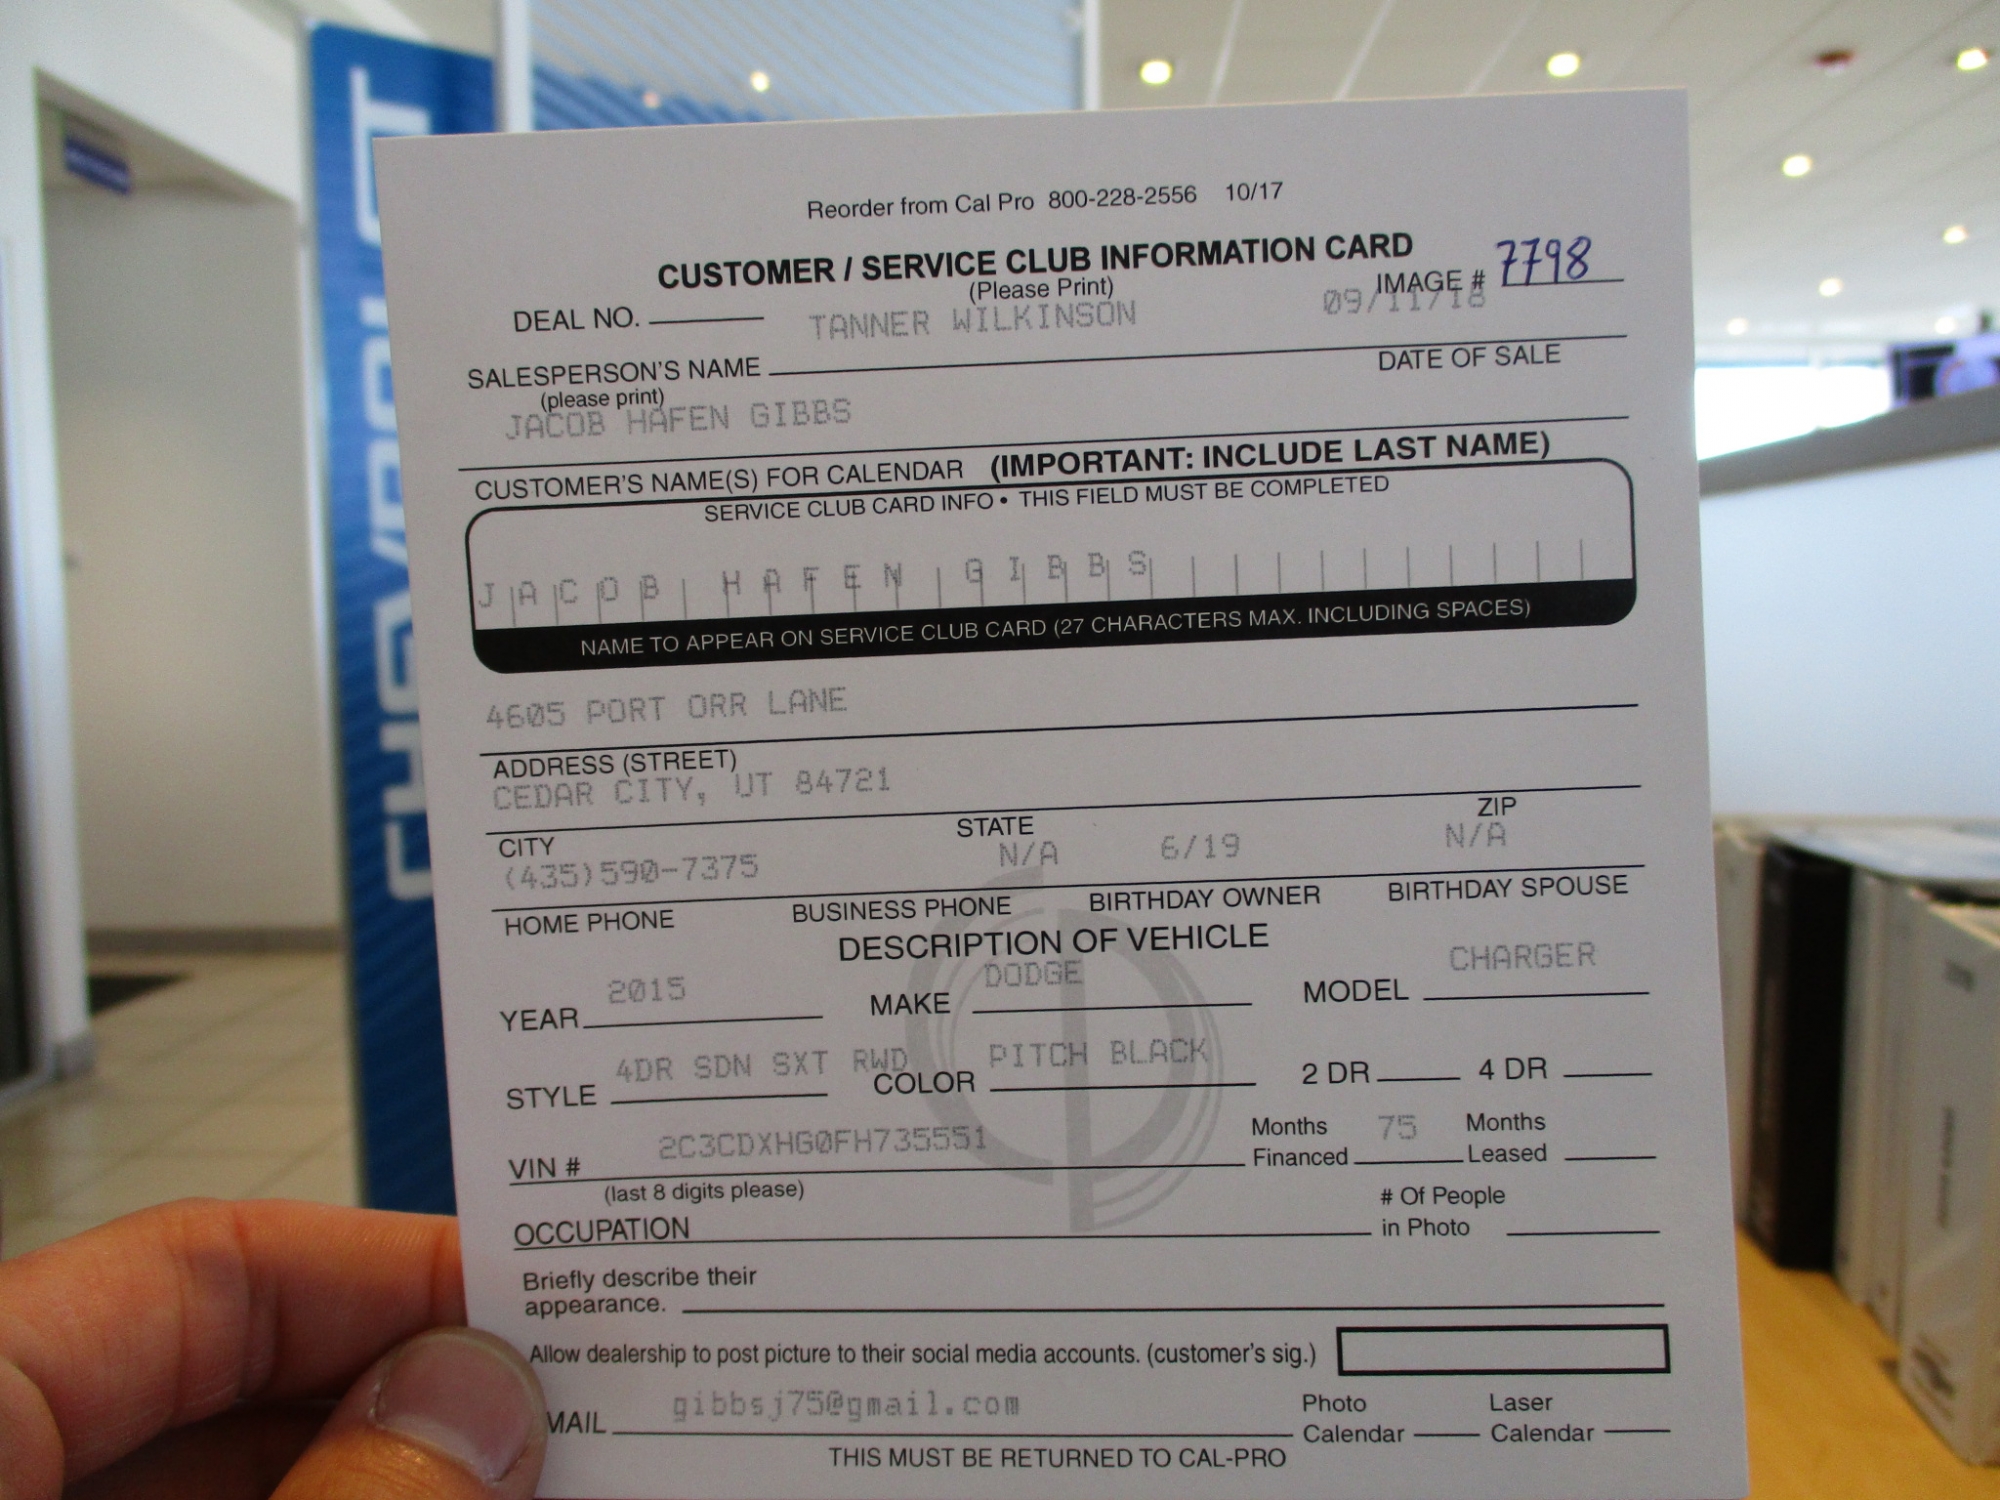 CHEVROLET
Reorder from Cal Pro 800-228-2556 10/17
CUSTOMER / SERVICE CLUB INFORMATION CARD
(Please Print)
IMAGE # 7798
DEAL NO.
TANNER WILKINSON 09/11/18
SALESPERSON'S NAME DATE OF SALE
(please print)
JACOB HAFEN GIBBS
CUSTOMER'S NAME(S) FOR CALENDAR (IMPORTANT: INCLUDE LAST NAME)
SERVICE CLUB CARD INFO • THIS FIELD MUST BE COMPLETED
JACOB HAFEN GIBBS
NAME TO APPEAR ON SERVICE CLUB CARD (27 CHARACTERS MAX. INCLUDING SPACES)
4605 PORT ORR LANE
ADDRESS (STREET)
CEDAR CITY, UT 84721
CITY STATE ZIP
(435)590-7375 N/A 6/19 N/A
HOME PHONE BUSINESS PHONE BIRTHDAY OWNER BIRTHDAY SPOUSE
DESCRIPTION OF VEHICLE
YEAR 2015 MAKE DODGE MODEL CHARGER
STYLE 4DR SDN SXT RWD COLOR PITCH BLACK 2 DR 4 DR
VIN # 2C3CDXHG0FH735551 Months Financed 75 Months Leased
(last 8 digits please)
OCCUPATION # Of People in Photo
Briefly describe their
appearance.
Allow dealership to post picture to their social media accounts. (customer's sig.)
MAIL gibbsj75@gmail.com Photo Calendar Laser Calendar
THIS MUST BE RETURNED TO CAL-PRO